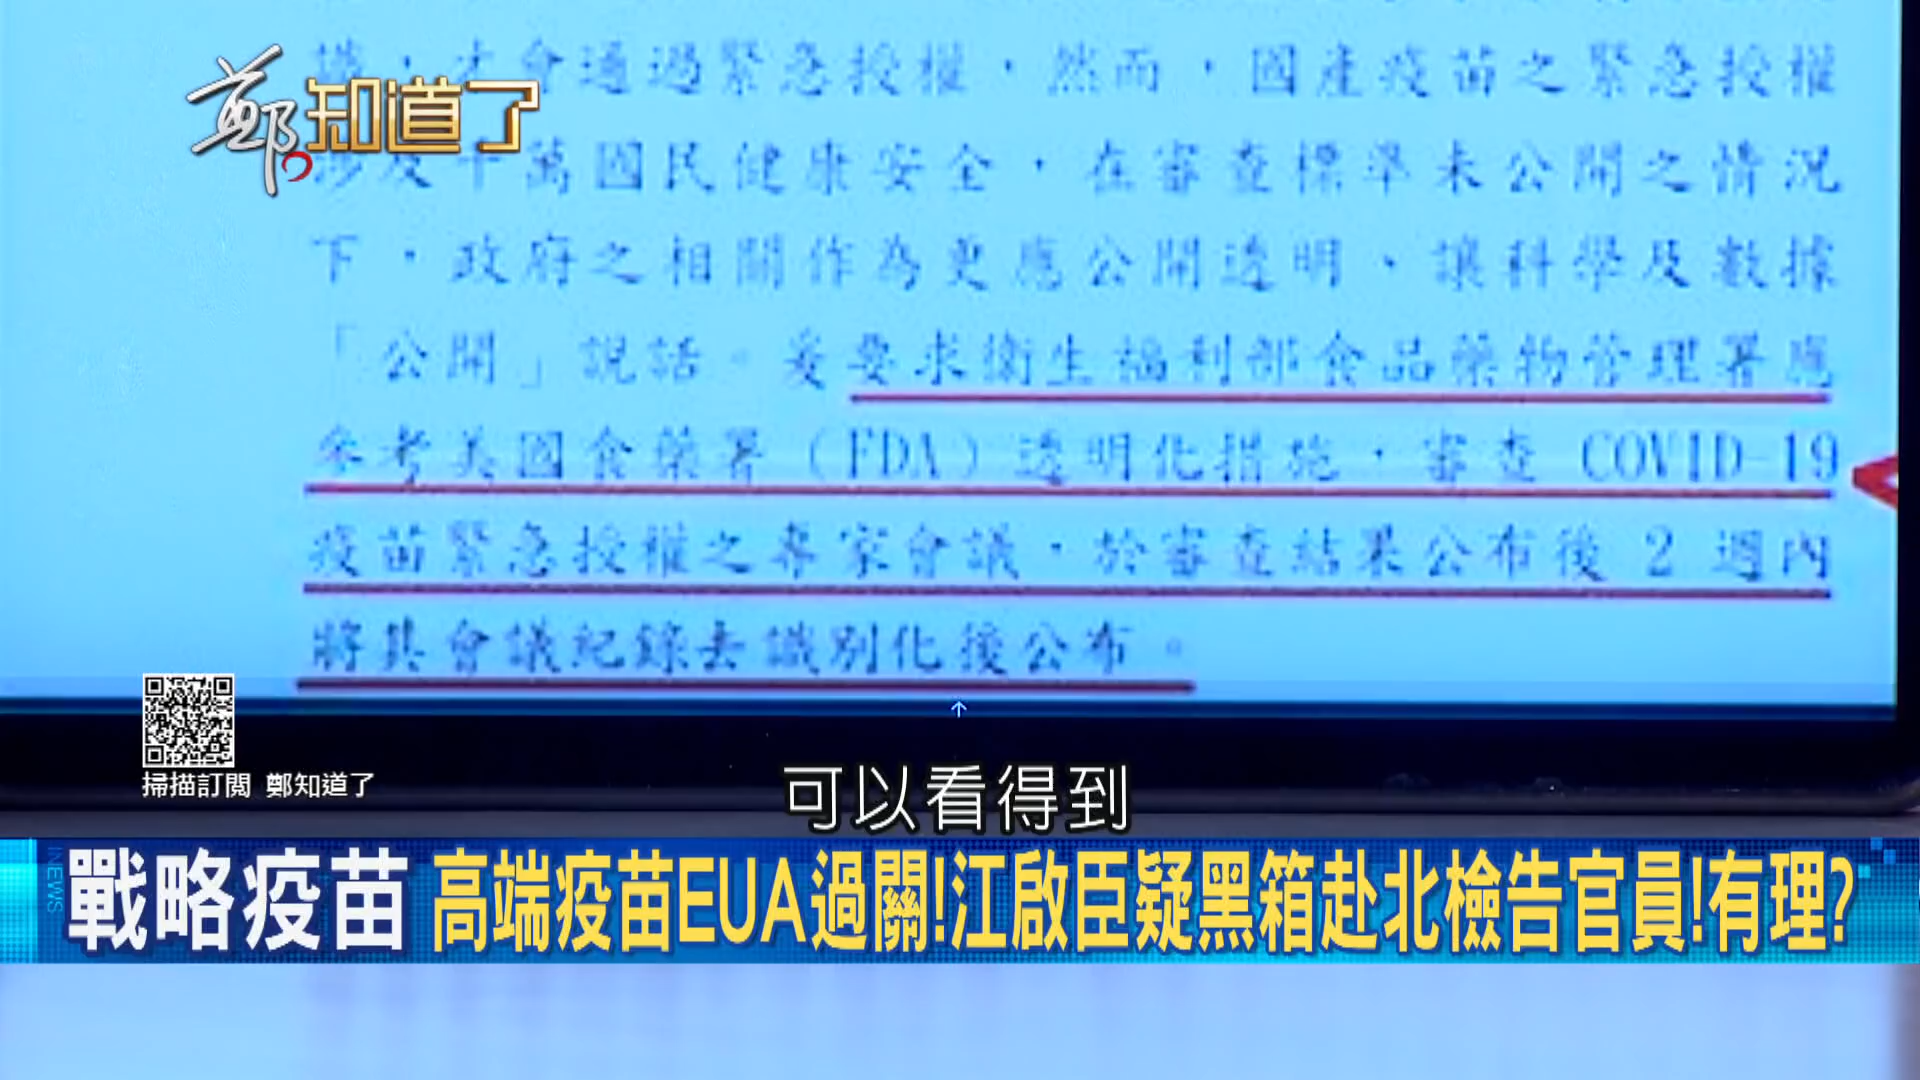 鄭知道了
議，才會通過緊急授權，然而，國產疫苗之緊急授權
涉及千萬國民健康安全，在審查標準未公開之情況
下，政府之相關作為更應公開透明、讓科學及數據
「公開」說話。爰要求衛生福利部食品藥物管理署應
參考美國食藥署（FDA）透明化措施，審查 COVID-19
疫苗緊急授權之專家會議，於審查結果公布後 2 週內
將其會議紀錄去識別化後公布。
掃描訂閱 鄭知道了
可以看得到
NEWS
戰略疫苗 高端疫苗EUA過關!江啟臣疑黑箱赴北檢告官員!有理?